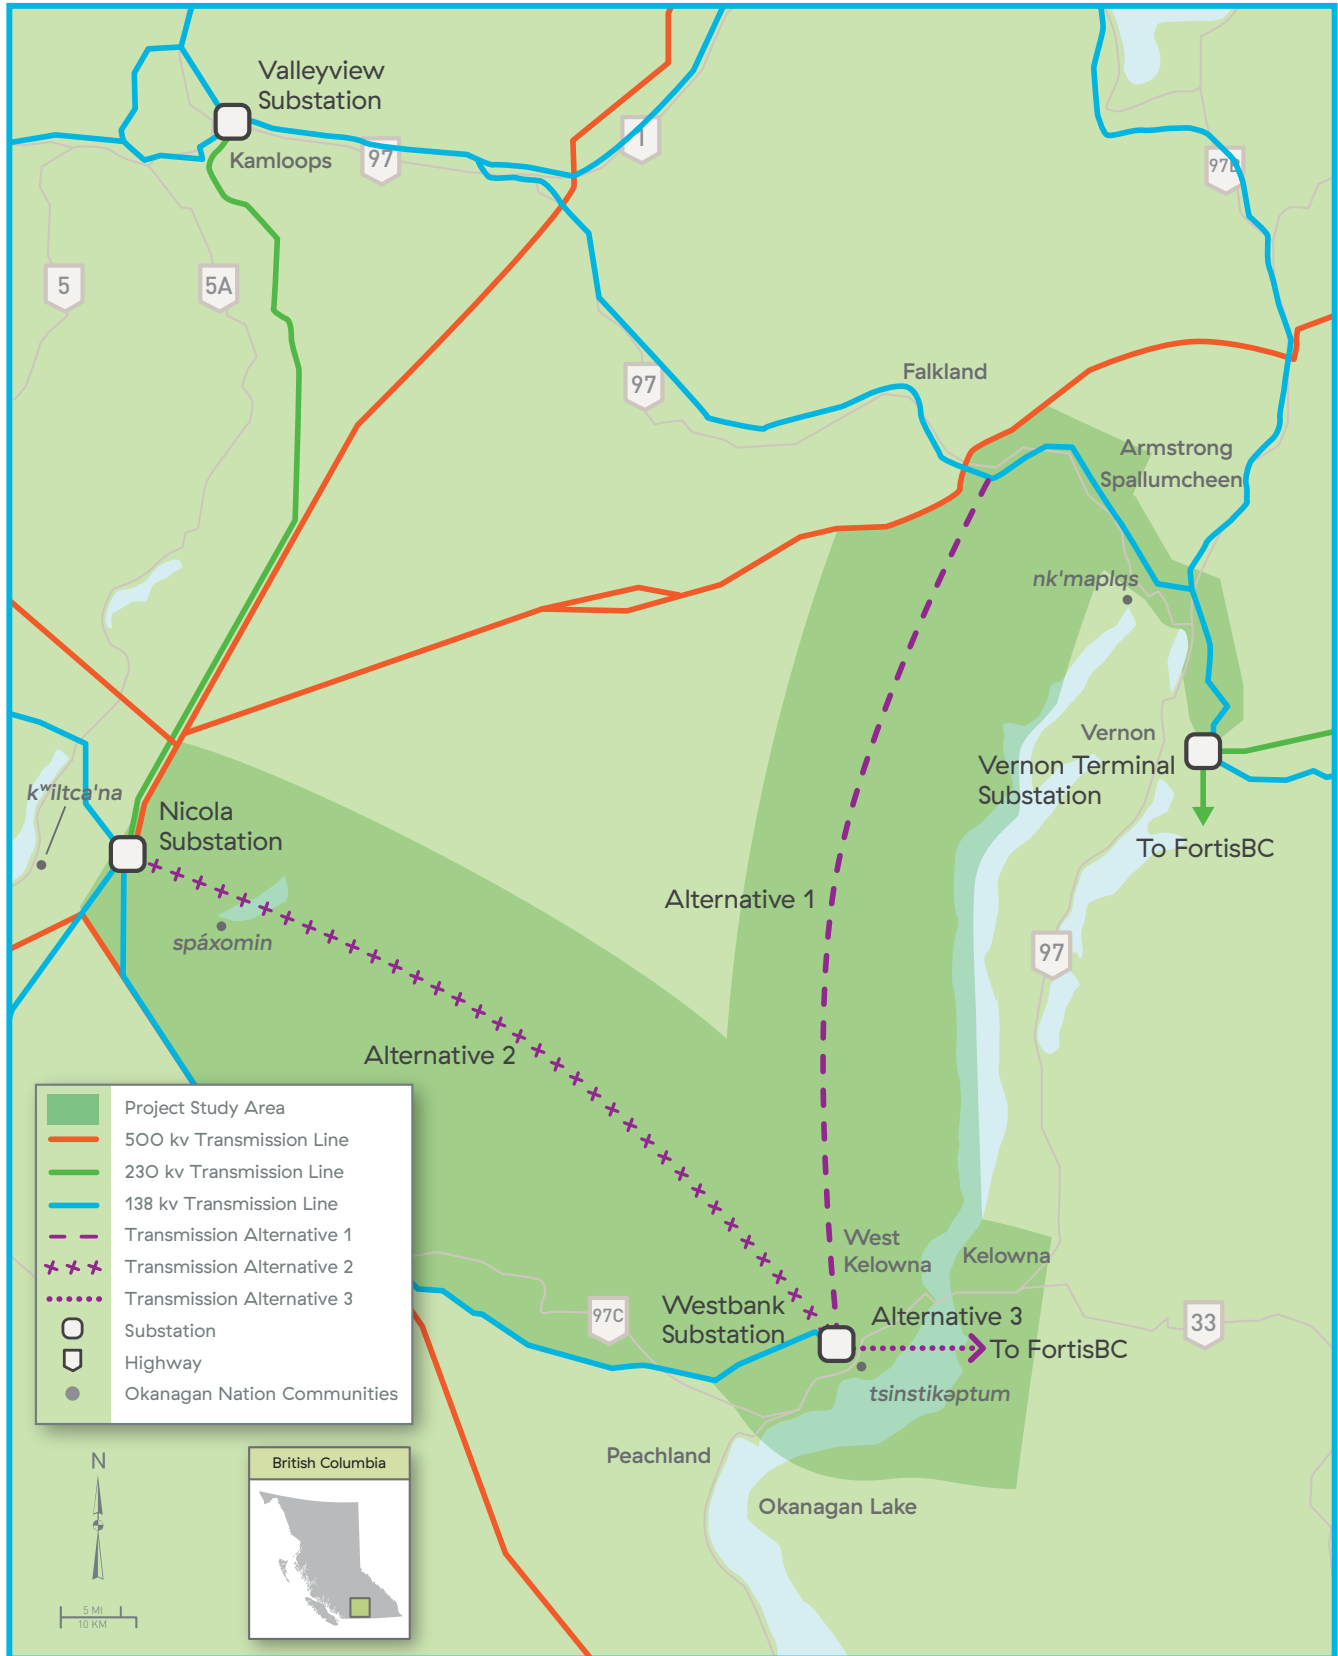 Valleyview
Substation
Kamloops
97
1
97B
5
5A
97
Falkland
Armstrong
Spallumcheen
nk'maplqs
Vernon
Vernon Terminal
Substation
To FortisBC
kʷiltca'na
Nicola
Substation
spáxomin
Alternative 1
97
Alternative 2
West
Kelowna
Kelowna
Westbank
Substation
97C
Alternative 3
To FortisBC
33
tsinstikəptum
Peachland
Okanagan Lake
Project Study Area
500 kv Transmission Line
230 kv Transmission Line
138 kv Transmission Line
Transmission Alternative 1
Transmission Alternative 2
Transmission Alternative 3
Substation
Highway
Okanagan Nation Communities
N
5 MI
10 KM
British Columbia